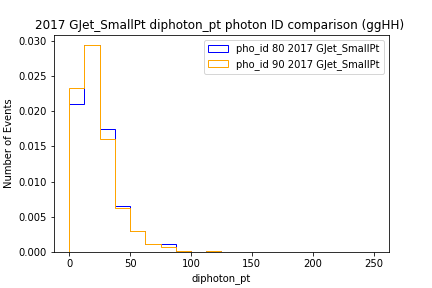 2017 GJet_SmallPt diphoton_pt photon ID comparison (ggHH)
pho_id 80 2017 GJet_SmallPt
pho_id 90 2017 GJet_SmallPt
Number of Events
0.030
0.025
0.020
0.015
0.010
0.005
0.000
0 50 100 150 200 250
diphoton_pt